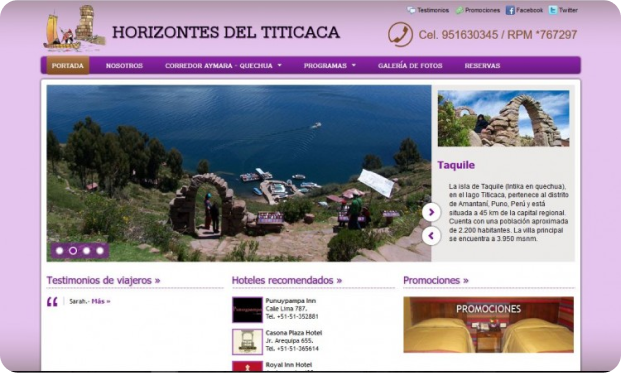 Testimonios Promociones Facebook Twitter
HORIZONTES DEL TITICACA
Cel. 951630345 / RPM *767297
PORTADA NOSOTROS CORREDOR AYMARA - QUECHUA PROGRAMAS GALERÍA DE FOTOS RESERVAS
Taquile
La isla de Taquile (Intika en quechua),
en el lago Titicaca, pertenece al distrito
de Amantaní, Puno, Perú y está
situada a 45 km de la capital regional.
Cuenta con una población aproximada
de 2.200 habitantes. La villa principal
se encuentra a 3.950 msnm.
Testimonios de viajeros »
Sarah.- Más »
Hoteles recomendados »
Punuypampa Inn
Calle Lima 787.
Tel. +51-51-352881
Casona Plaza Hotel
Jr. Arequipa 655.
Tel. +51-51-365614
Royal Inn Hotel
Promociones »
PROMOCIONES